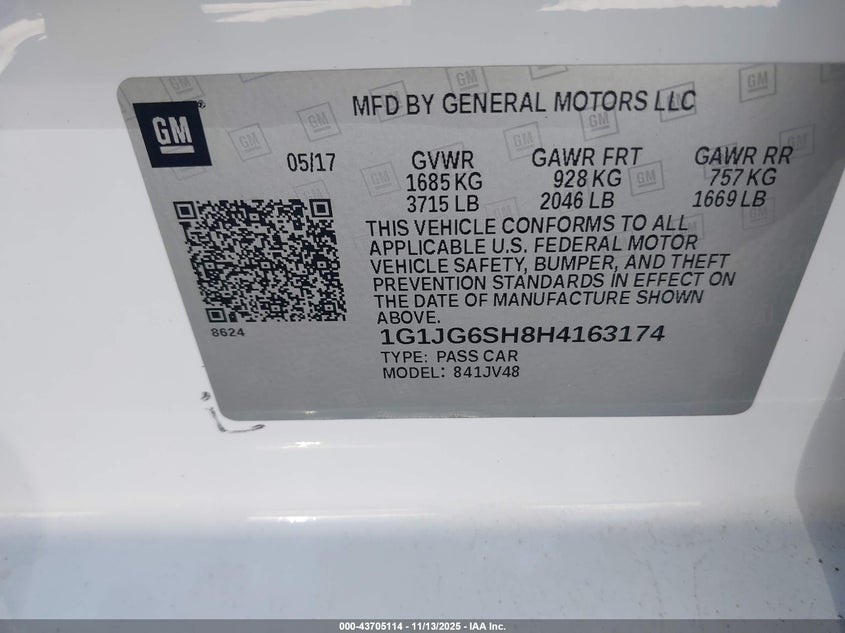 GM
MFD BY GENERAL MOTORS LLC
05/17
GVWR GAWR FRT GAWR RR
1685 KG 928 KG 757 KG
3715 LB 2046 LB 1669 LB
THIS VEHICLE CONFORMS TO ALL
APPLICABLE U.S. FEDERAL MOTOR
VEHICLE SAFETY, BUMPER, AND THEFT
PREVENTION STANDARDS IN EFFECT ON
THE DATE OF MANUFACTURE SHOWN
ABOVE.
8624
1G1JG6SH8H4163174
TYPE: PASS CAR
MODEL: 841JV48
000-43705114 - 11/13/2025 - IAA Inc.